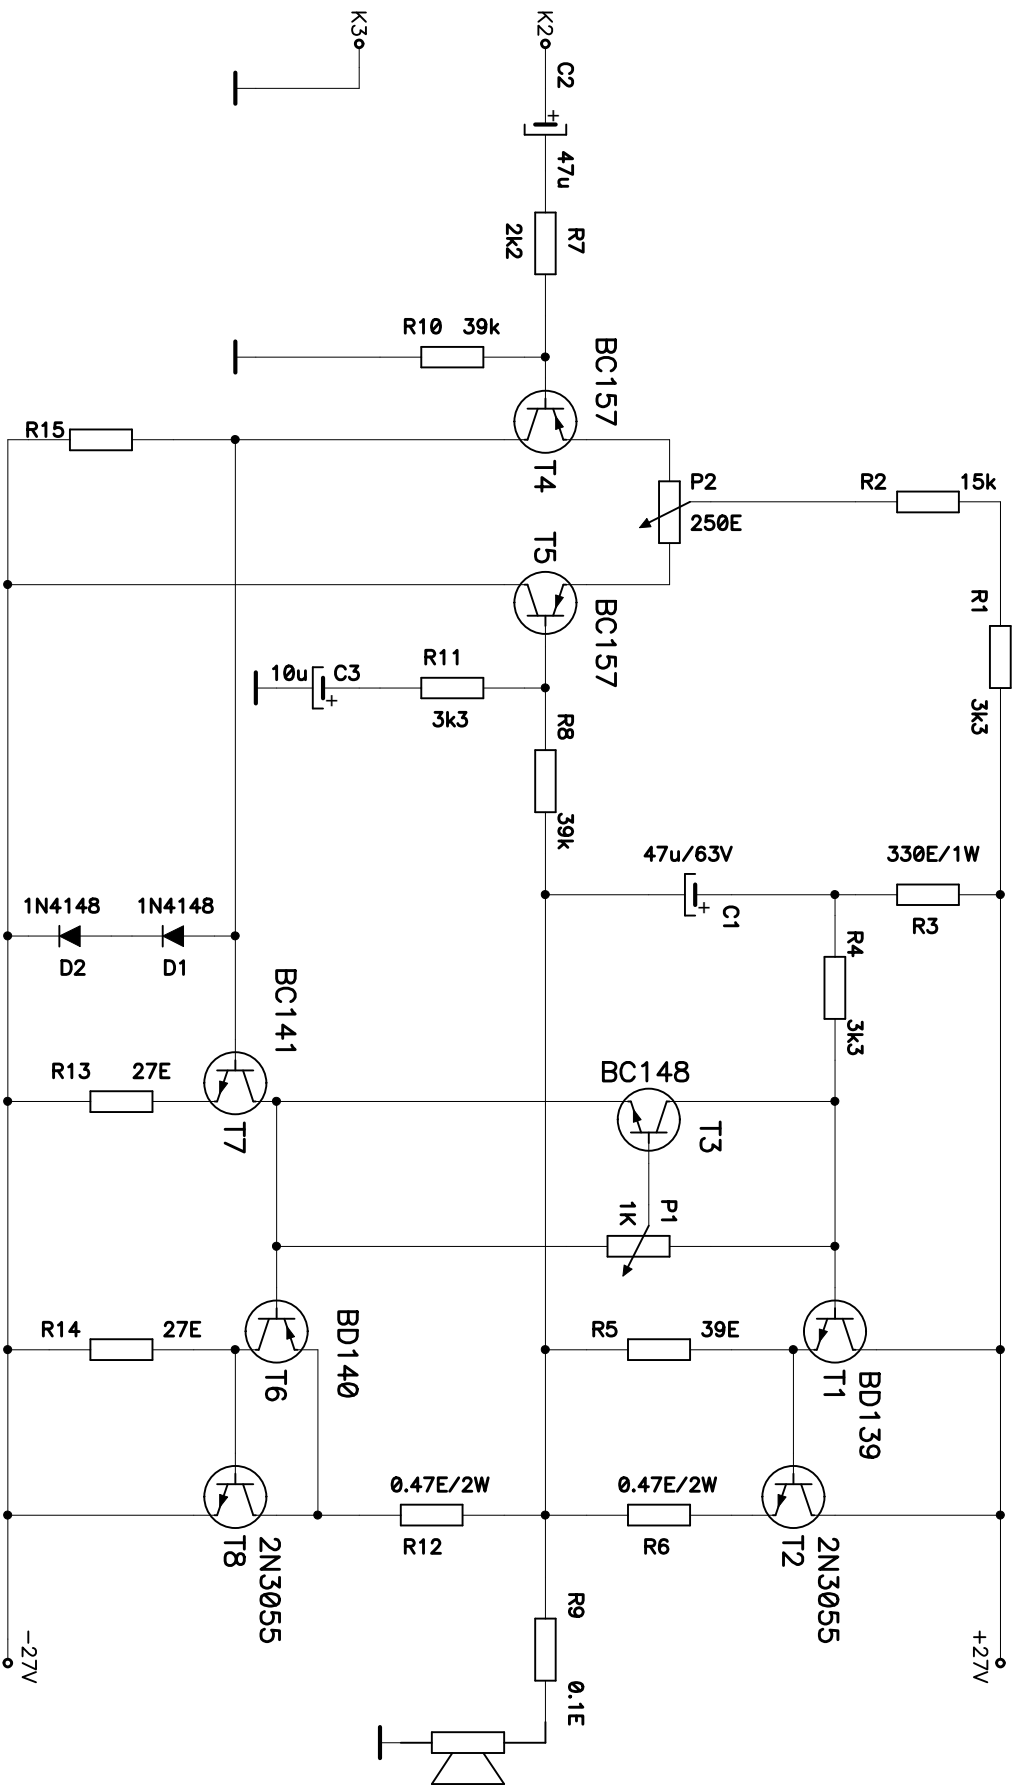 K3
K2
C2
+
47u
R7
2k2
R10 39k
BC157
T4
R15
P2
250E
R2
15k
T5
BC157
R1
3k3
10u
C3
+
R11
3k3
R8
39k
47u/63V
+
C1
330E/1W
R3
1N4148
D2
1N4148
D1
R4
3k3
BC141
R13
27E
T7
BC148
T3
1K
P1
R14
27E
BD140
T6
R5
39E
BD139
T1
0.47E/2W
R12
0.47E/2W
R6
T8
2N3055
T2
2N3055
R9
0.1E
-27V
+27V